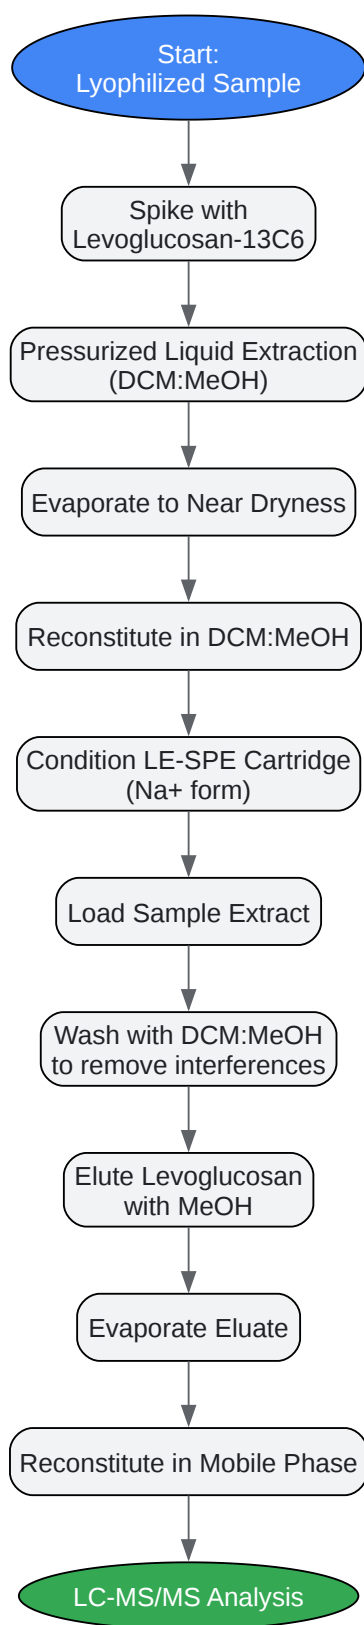 Start:
Lyophilized Sample
Spike with
Levoglucosan-13C6
Pressurized Liquid Extraction
(DCM:MeOH)
Evaporate to Near Dryness
Reconstitute in DCM:MeOH
Condition LE-SPE Cartridge
(Na+ form)
Load Sample Extract
Wash with DCM:MeOH
to remove interferences
Elute Levoglucosan
with MeOH
Evaporate Eluate
Reconstitute in Mobile Phase
LC-MS/MS Analysis